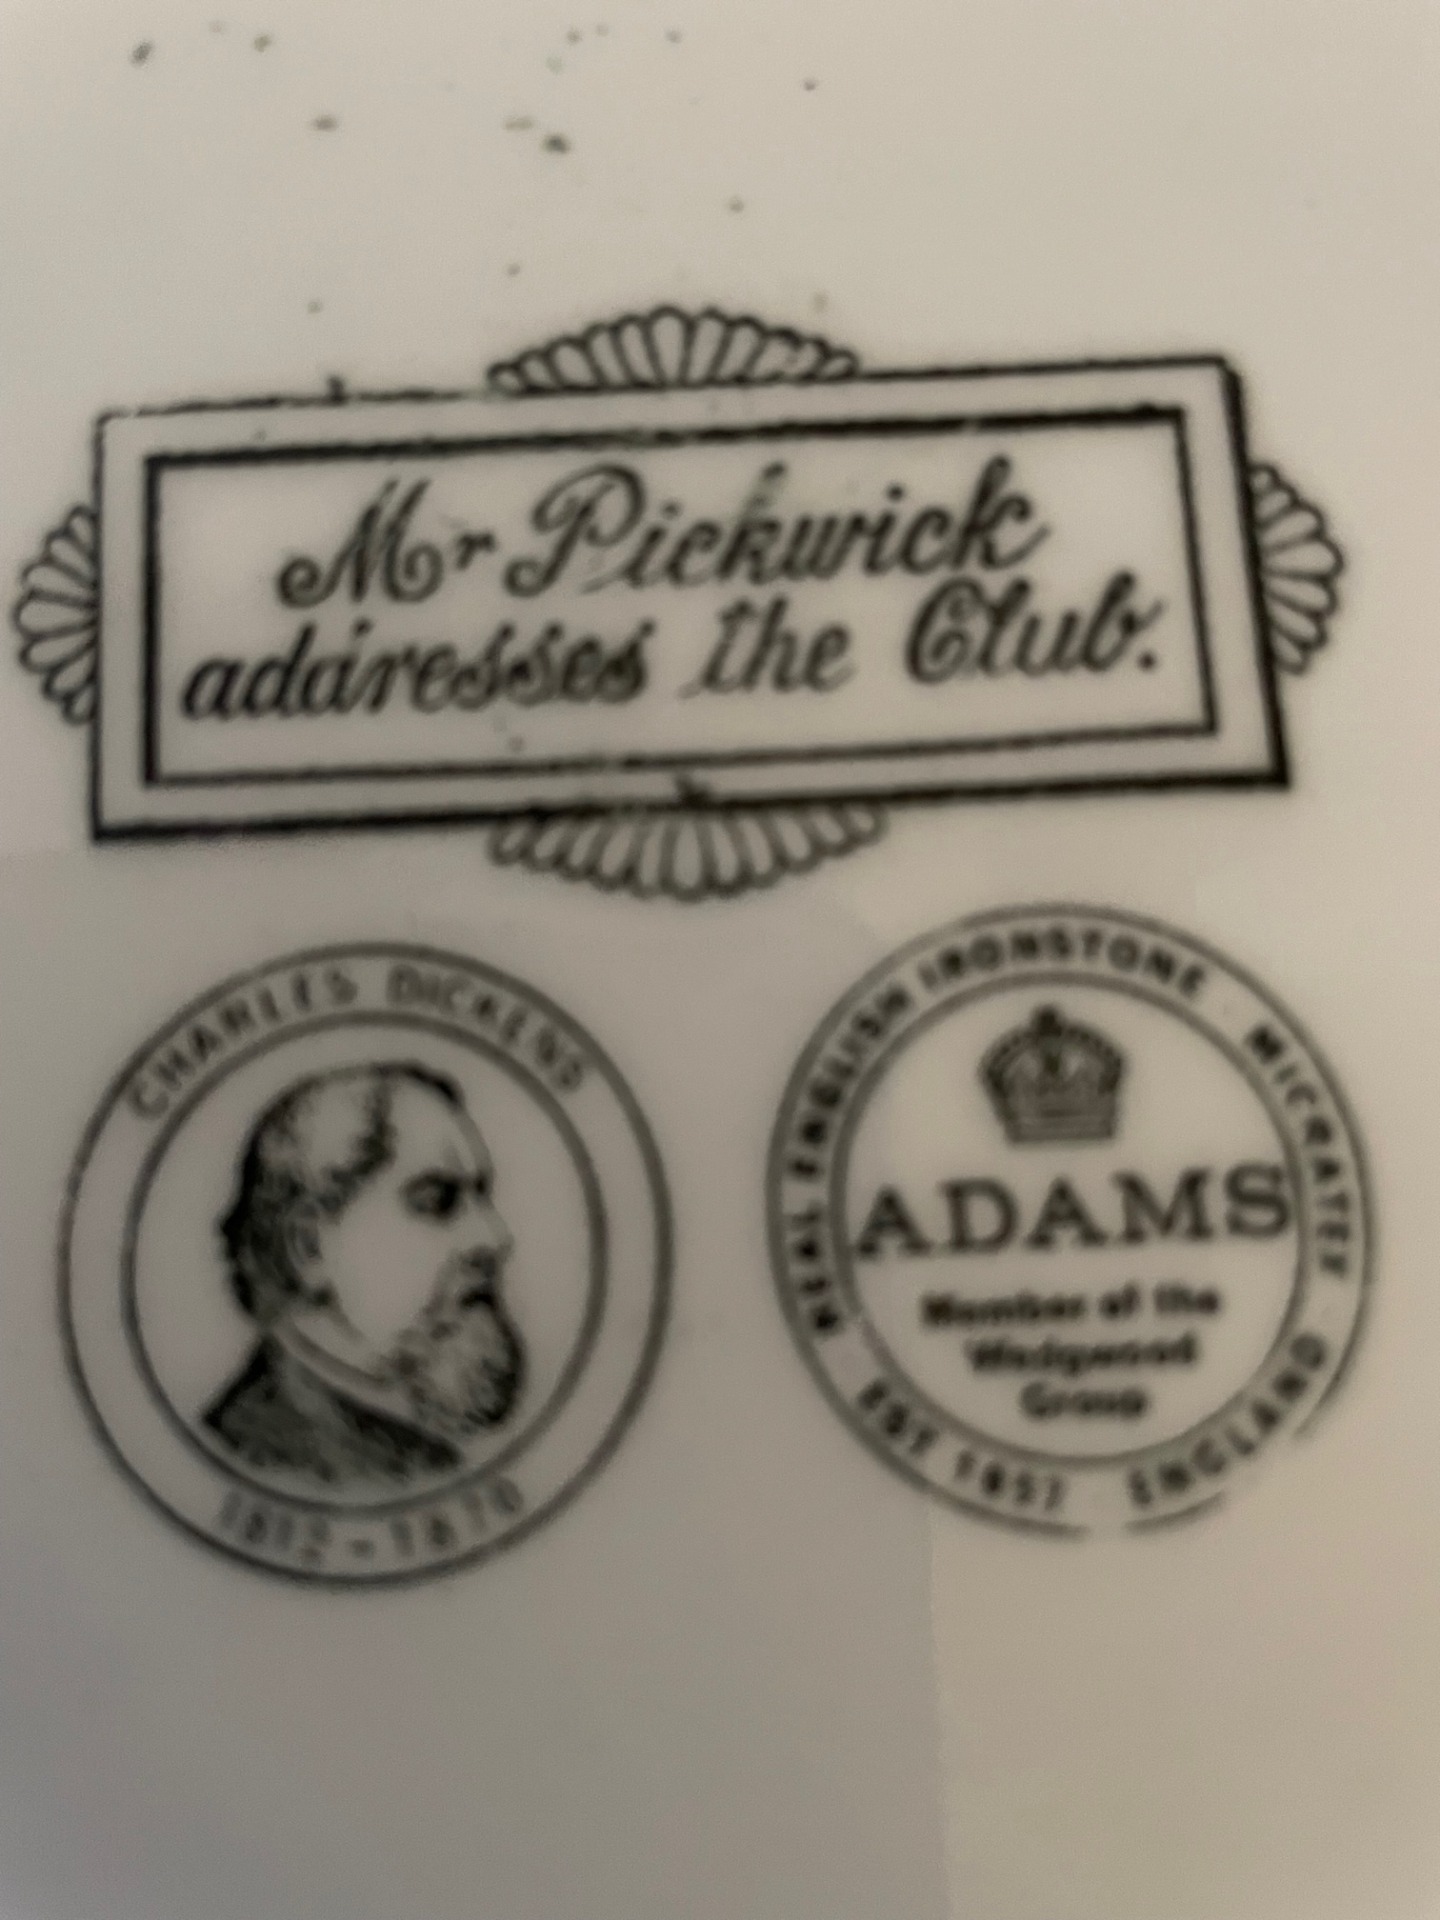 Mr Pickwick
addresses the Club.
CHARLES DICKENS
1812 - 1870
REAL ENGLISH IRONSTONE · MICRATEX
ADAMS
Member of the
Wedgwood
Group
EST 1657 ENGLAND